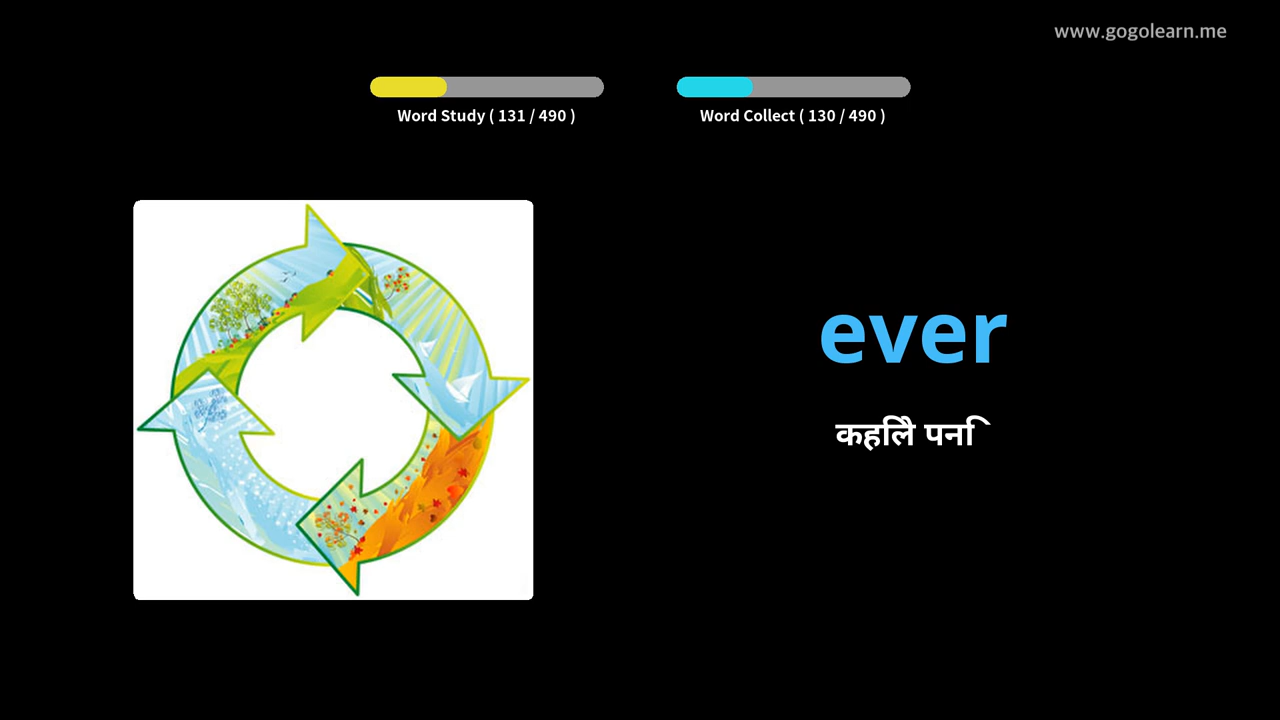 www.gogolearn.me
Word Study ( 131 / 490 )
Word Collect ( 130 / 490 )
ever
कहिलै पनि